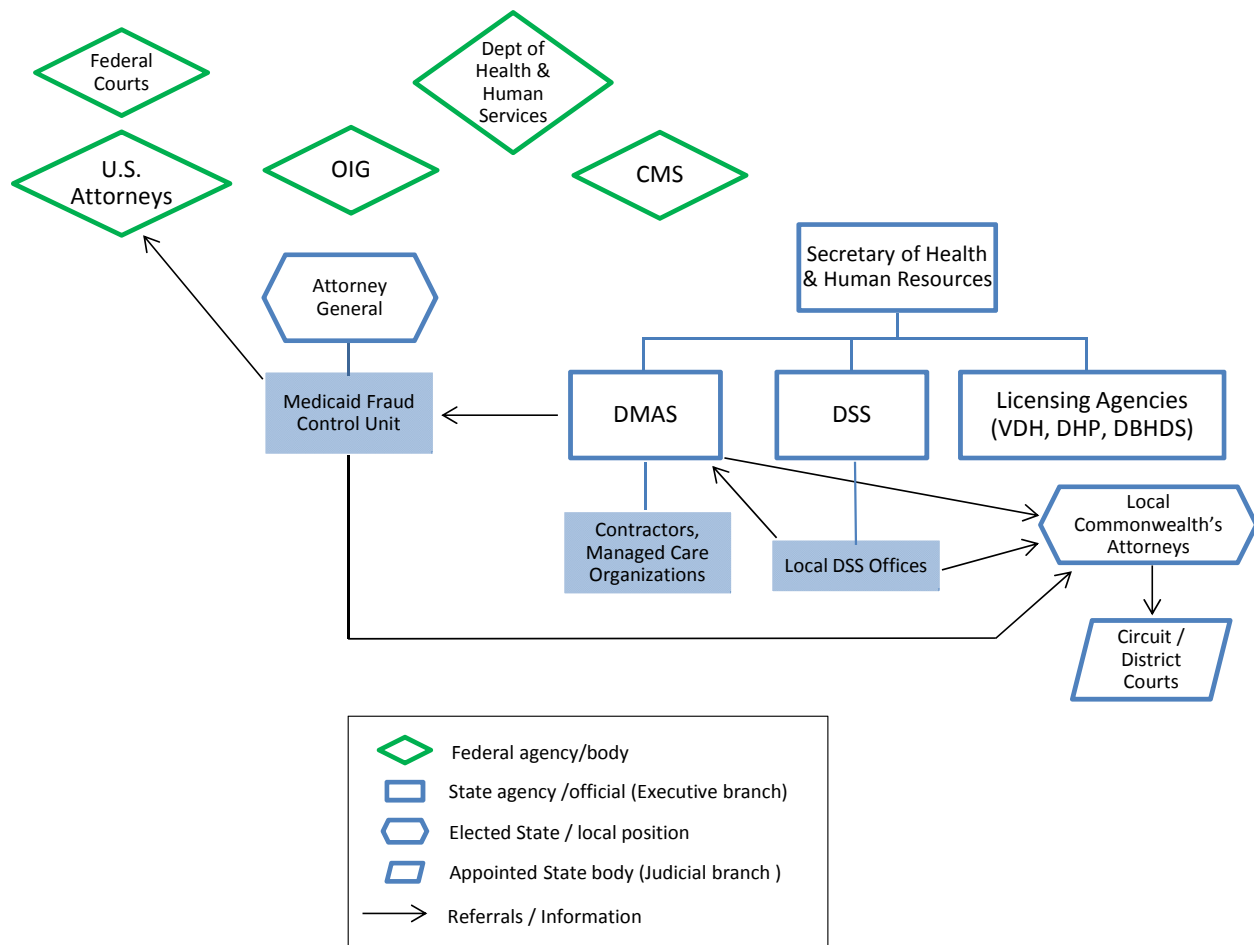 Federal
Courts
Dept of
Health &
Human
Services
U.S.
Attorneys
OIG
CMS
Secretary of Health
& Human Resources
Attorney
General
Medicaid Fraud
Control Unit
DMAS
DSS
Licensing Agencies
(VDH, DHP, DBHDS)
Contractors,
Managed Care
Organizations
Local DSS Offices
Local
Commonwealth’s
Attorneys
Circuit /
District
Courts
Federal agency/body
State agency /official (Executive branch)
Elected State / local position
Appointed State body (Judicial branch )
Referrals / Information